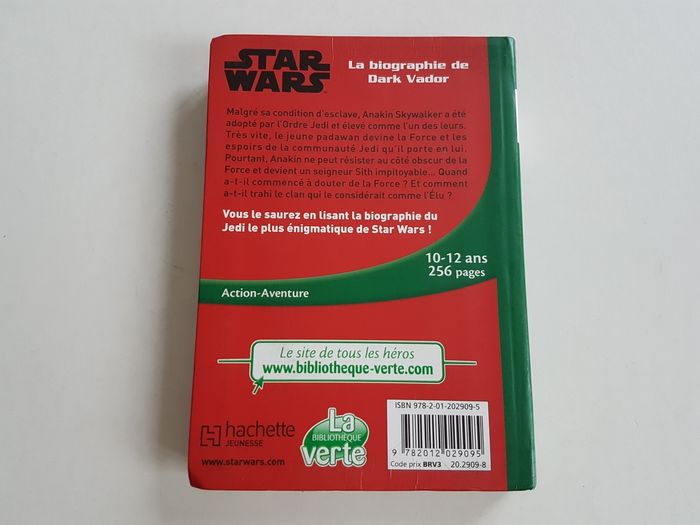 STAR
WARS
La biographie de
Dark Vador
Malgré sa condition d'esclave, Anakin Skywalker a été
adopté par l'Ordre Jedi et élevé comme l'un des leurs.
Très vite, le jeune padawan devine la Force et les
espoirs de la communauté Jedi qu'il porte en lui.
Pourtant, Anakin ne peut résister au côté obscur de la
Force et devient un seigneur Sith impitoyable... Quand
a-t-il commencé à douter de la Force ? Et comment
a-t-il trahi le clan qui le considérait comme l'Élu ?
Vous le saurez en lisant la biographie du
Jedi le plus énigmatique de Star Wars !
10-12 ans
256 pages
Action-Aventure
Le site de tous les héros
www.bibliotheque-verte.com
hachette
JEUNESSE
www.starwars.com
La
BIBLIOTHÈQUE
verte
ISBN 978-2-01-202909-5
9 782012 029095
Code prix BRV3 20.2909-8